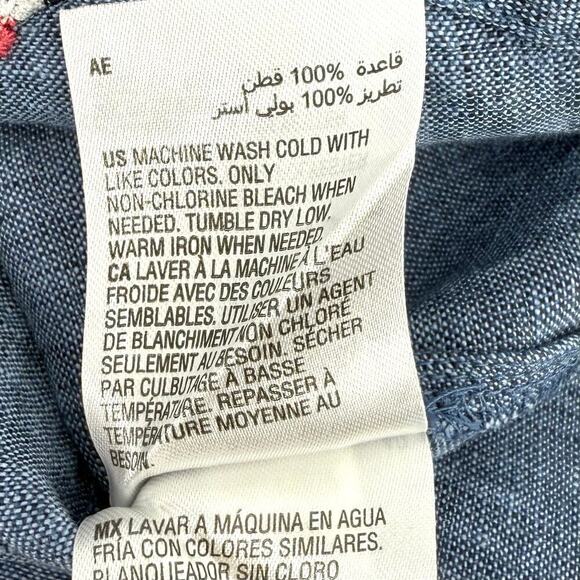 AE
قاعدة 100% قطن
تطريز 100% بولي أستر
US MACHINE WASH COLD WITH
LIKE COLORS. ONLY
NON-CHLORINE BLEACH WHEN
NEEDED. TUMBLE DRY LOW.
WARM IRON WHEN NEEDED.
CA LAVER À LA MACHINE À L'EAU
FROIDE AVEC DES COULEURS
SEMBLABLES. UTILISER UN AGENT
DE BLANCHIMENT NON CHLORÉ
SEULEMENT AU BESOIN. SÉCHER
PAR CULBUTAGE À BASSE
TEMPÉRATURE. REPASSER À
TEMPÉRATURE MOYENNE AU
BESOIN.
MX LAVAR A MÁQUINA EN AGUA
FRÍA CON COLORES SIMILARES.
BLANQUEADOR SIN CLORO